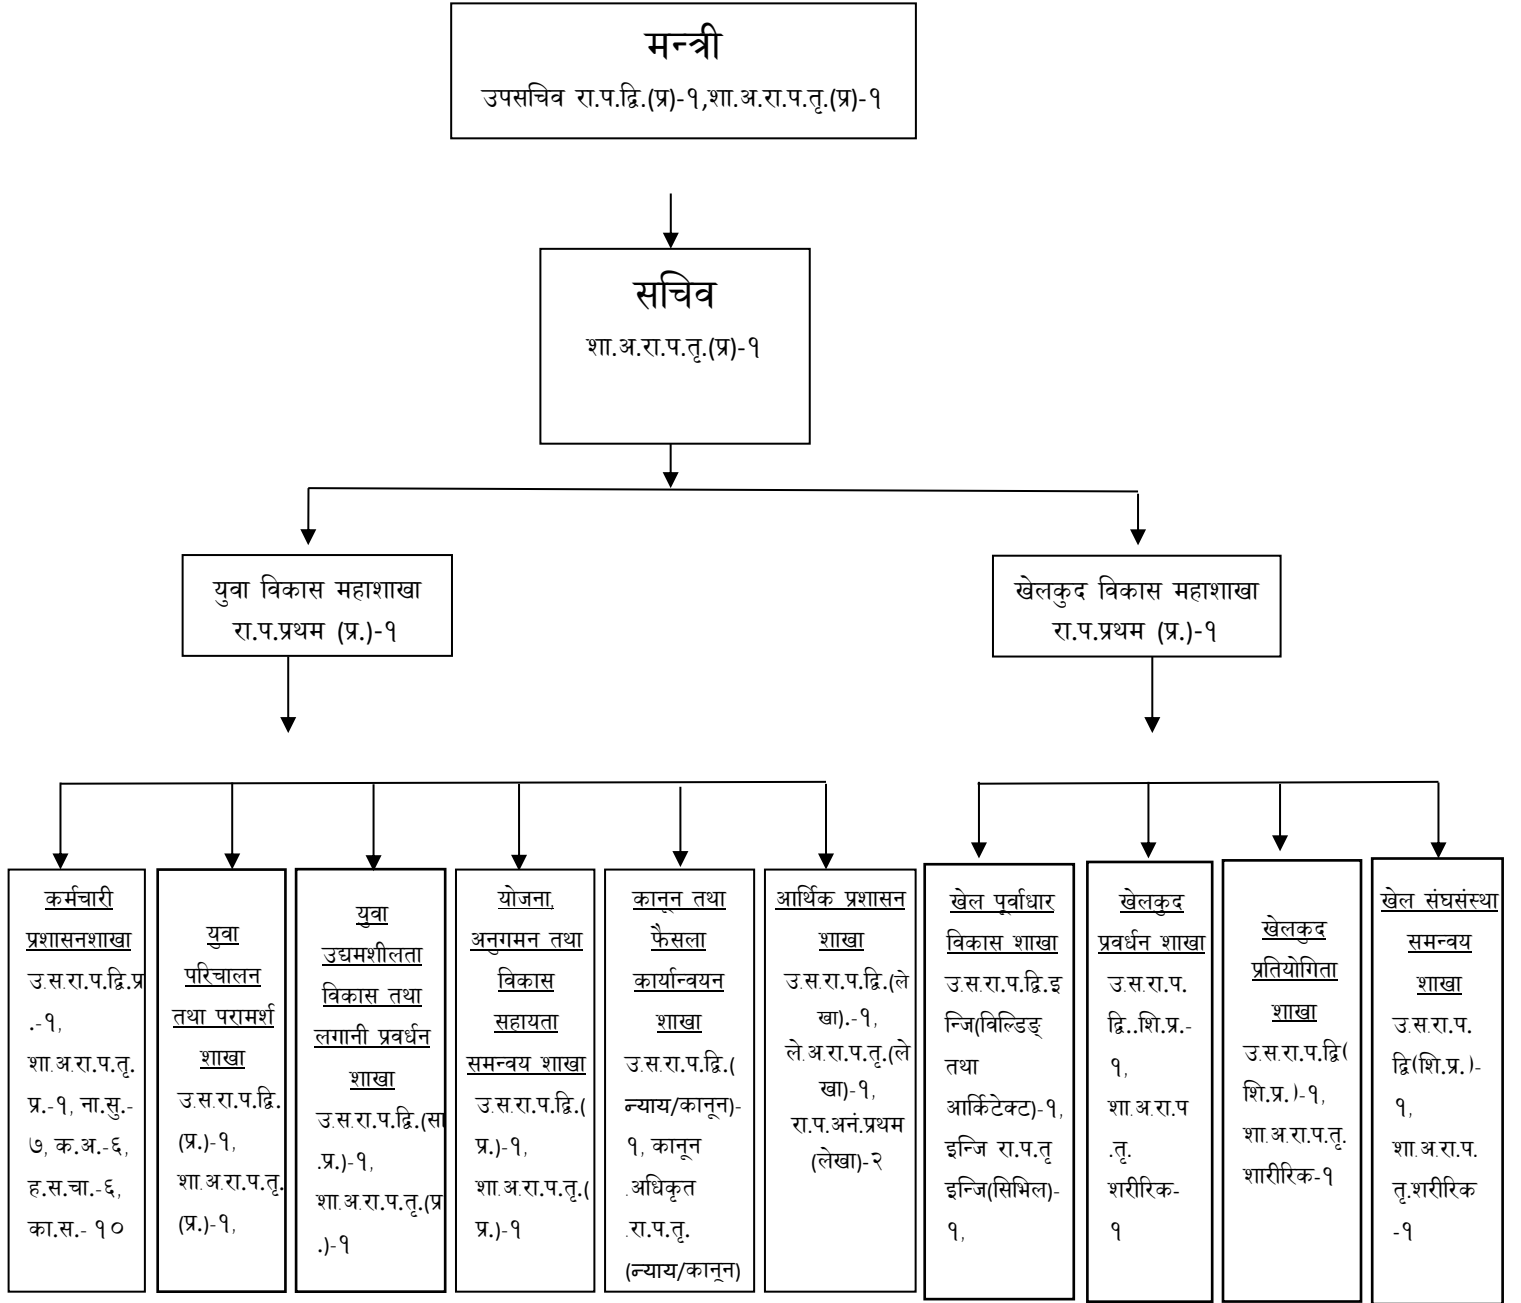 मन्त्री
उपसचिव रा.प.द्वि.(प्र)-१,शा.अ.रा.प.तृ.(प्र)-१
सचिव
शा.अ.रा.प.तृ.(प्र)-१
युवा विकास महाशाखा
रा.प.प्रथम (प्र.)-१
खेलकुद विकास महाशाखा
रा.प.प्रथम (प्र.)-१
कर्मचारी
प्रशासनशाखा
उ.स.रा.प.द्वि.प्र
.-१,
शा.अ.रा.प.तृ.
प्र.-१, ना.सु.-
७, क.अ.-६,
ह.स.चा.-६,
का.स.- १०
युवा
परिचालन
तथा परामर्श
शाखा
उ.स.रा.प.द्वि.
(प्र.)-१,
शा.अ.रा.प.तृ.
(प्र.)-१,
युवा
उद्यमशीलता
विकास तथा
लगानी प्रवर्धन
शाखा
उ.स.रा.प.द्वि.(सा
.प्र.)-१,
शा.अ.रा.प.तृ.(प्र
.)-१
योजना,
अनुगमन तथा
विकास
सहायता
समन्वय शाखा
उ.स.रा.प.द्वि.(
प्र.)-१,
शा.अ.रा.प.तृ.(
प्र.)-१
कानून तथा
फैसला
कार्यान्वयन
शाखा
उ.स.रा.प.द्वि.(
न्याय/कानून)-
१, कानून
.अधिकृत
.रा.प.तृ.
(न्याय/कानून)
आर्थिक प्रशासन
शाखा
उ.स.रा.प.द्वि.(ले
खा).-१,
ले.अ.रा.प.तृ.(ले
खा)-१,
रा.प.अनं.प्रथम
(लेखा)-२
खेल पूर्वाधार
विकास शाखा
उ.स.रा.प.द्वि.इ
न्जि(विल्डिङ्
तथा
आर्किटेक्ट)-१,
इन्जि रा.प.तृ
इन्जि(सिभिल)-
१,
खेलकुद
प्रवर्धन शाखा
उ.स.रा.प.
द्वि..शि.प्र.-
१,
शा.अ.रा.प
.तृ.
शरीरिक-
१
खेलकुद
प्रतियोगिता
शाखा
उ.स.रा.प.द्वि(
शि.प्र.)-१,
शा.अ.रा.प.तृ.
शारीरिक-१
खेल संघसंस्था
समन्वय
शाखा
उ.स.रा.प.
द्वि(शि.प्र.)-
१,
शा.अ.रा.प.
तृ.शरीरिक
-१